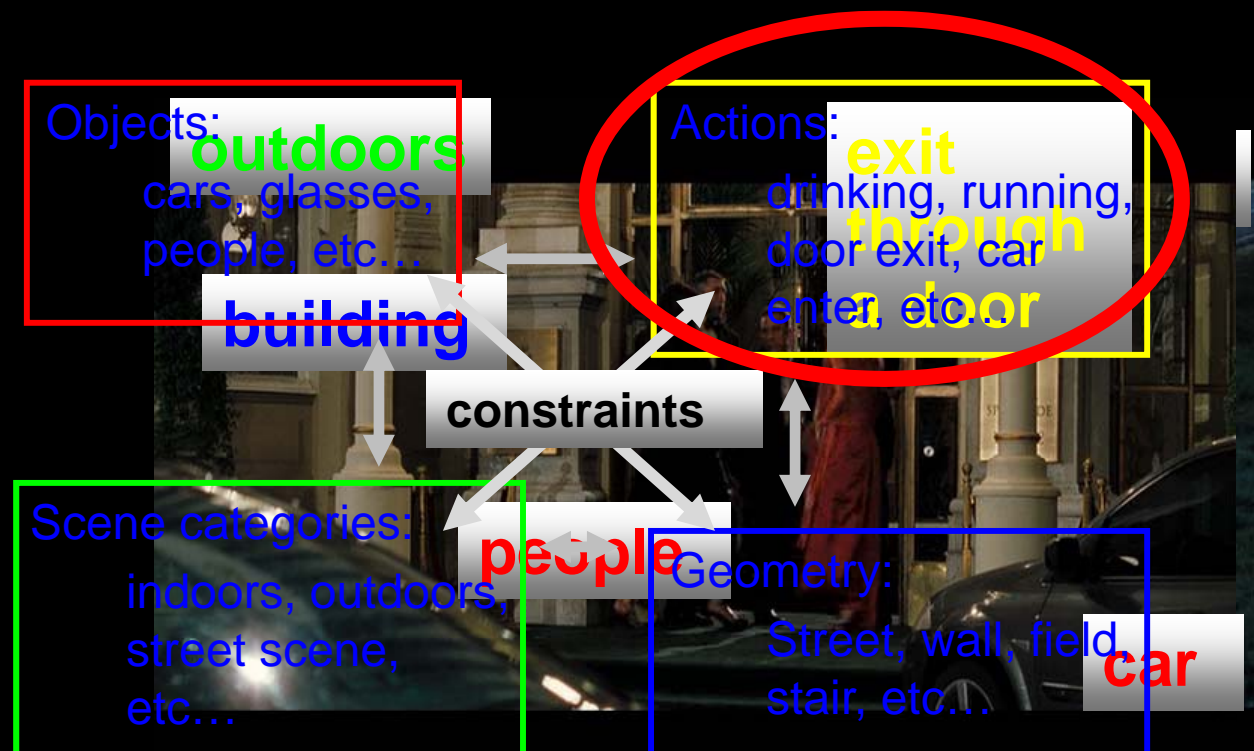 Objects:
cars, glasses,
people, etc…
outdoors
building
Actions:
drinking, running,
door exit, car
enter, etc…
exit
through
a door
constraints
Scene categories:
indoors, outdoors,
street scene,
etc…
people
Geometry:
Street, wall, field,
stair, etc…
car